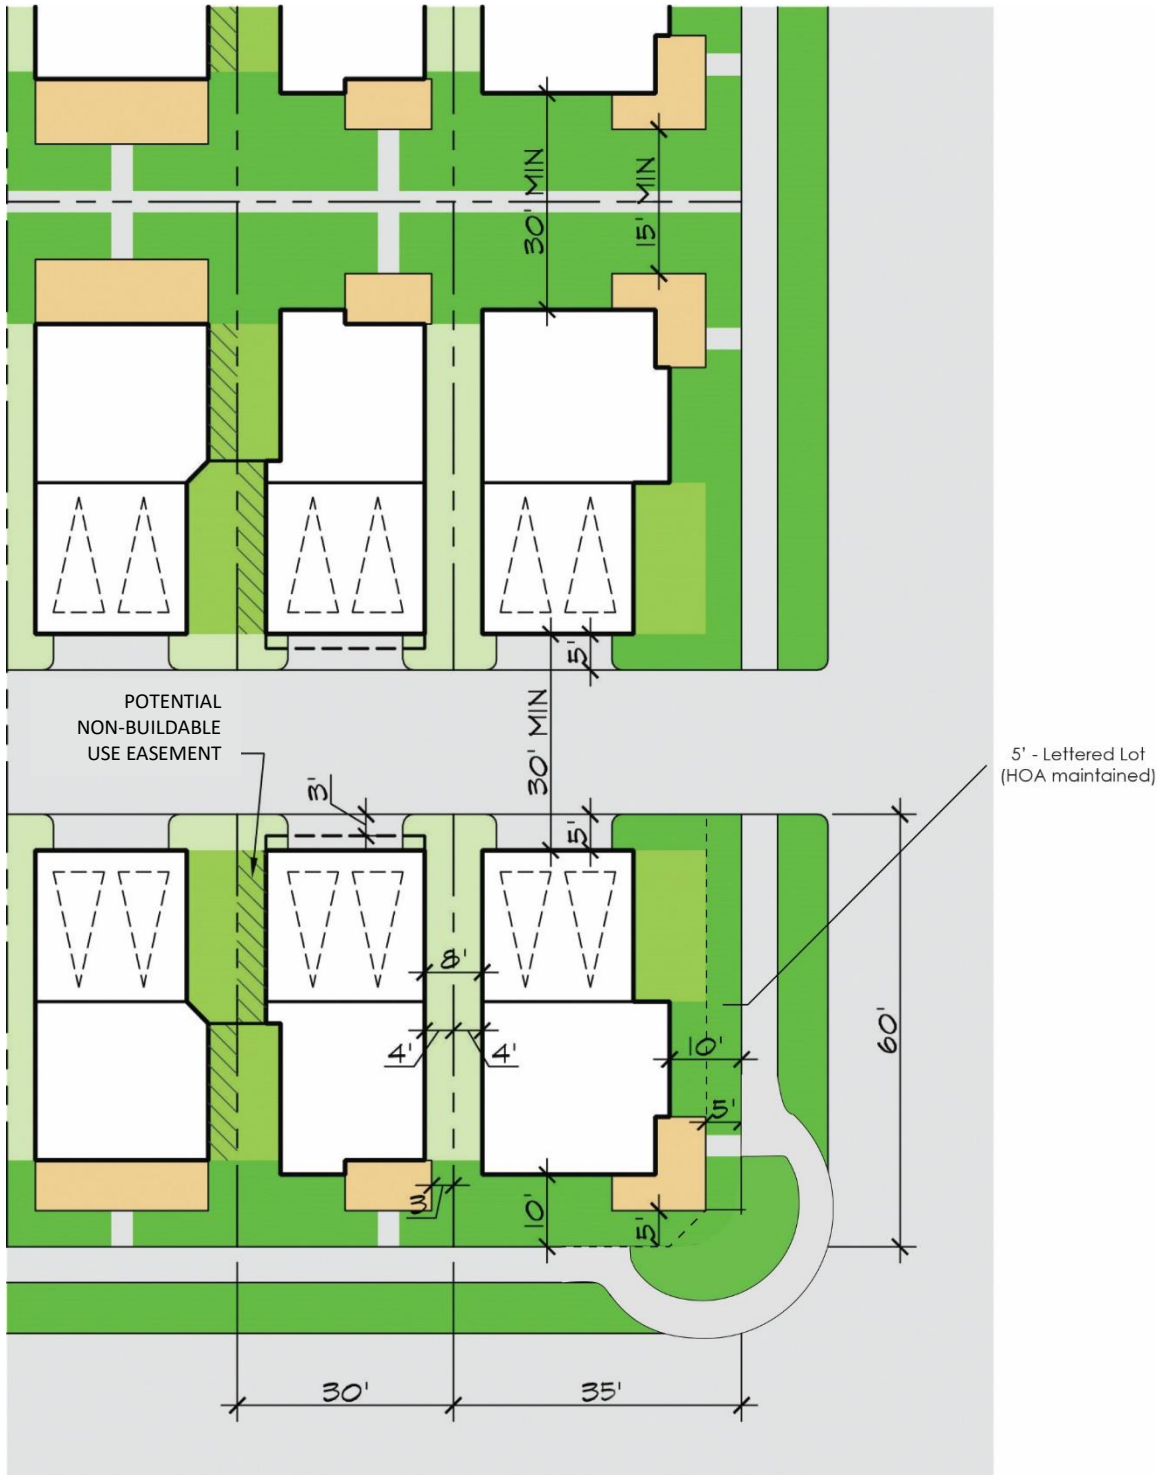 30' MIN
15' MIN
5'
POTENTIAL
NON-BUILDABLE
USE EASEMENT
30' MIN
3'
5'
5' - Lettered Lot
(HOA maintained)
8'
4'
4'
10'
60'
5'
3
10'
5'
30'
35'